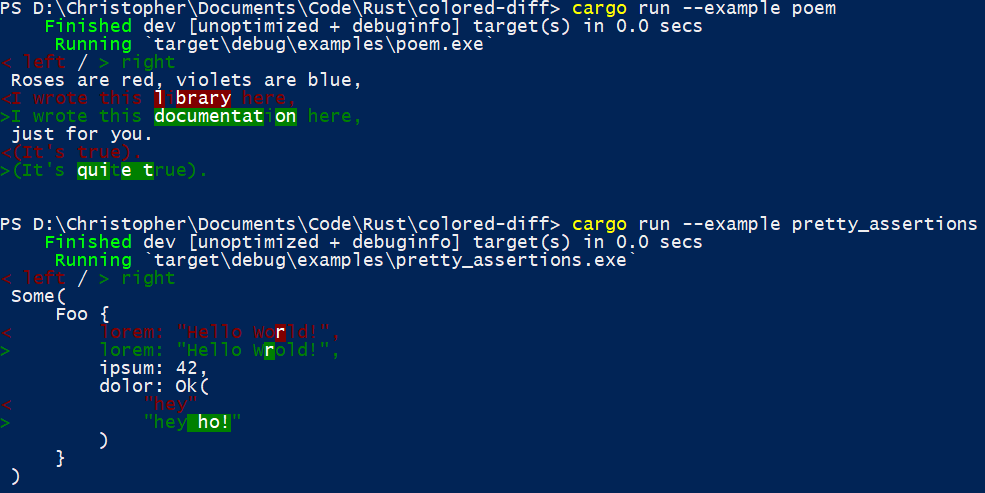 PS D:\Christopher\Documents\Code\Rust\colored-diff> cargo run --example poem
    Finished dev [unoptimized + debuginfo] target(s) in 0.0 secs
     Running `target\debug\examples\poem.exe`
< left / > right
 Roses are red, violets are blue,
<I wrote this library here,
>I wrote this documentation here,
 just for you.
<(It's true).
>(It's quite true).
PS D:\Christopher\Documents\Code\Rust\colored-diff> cargo run --example pretty_assertions
    Finished dev [unoptimized + debuginfo] target(s) in 0.0 secs
     Running `target\debug\examples\pretty_assertions.exe`
< left / > right
 Some(
     Foo {
<        lorem: "Hello World!",
>        lorem: "Hello Wrold!",
         ipsum: 42,
         dolor: Ok(
<            "hey"
>            "hey ho!"
         )
     }
 )